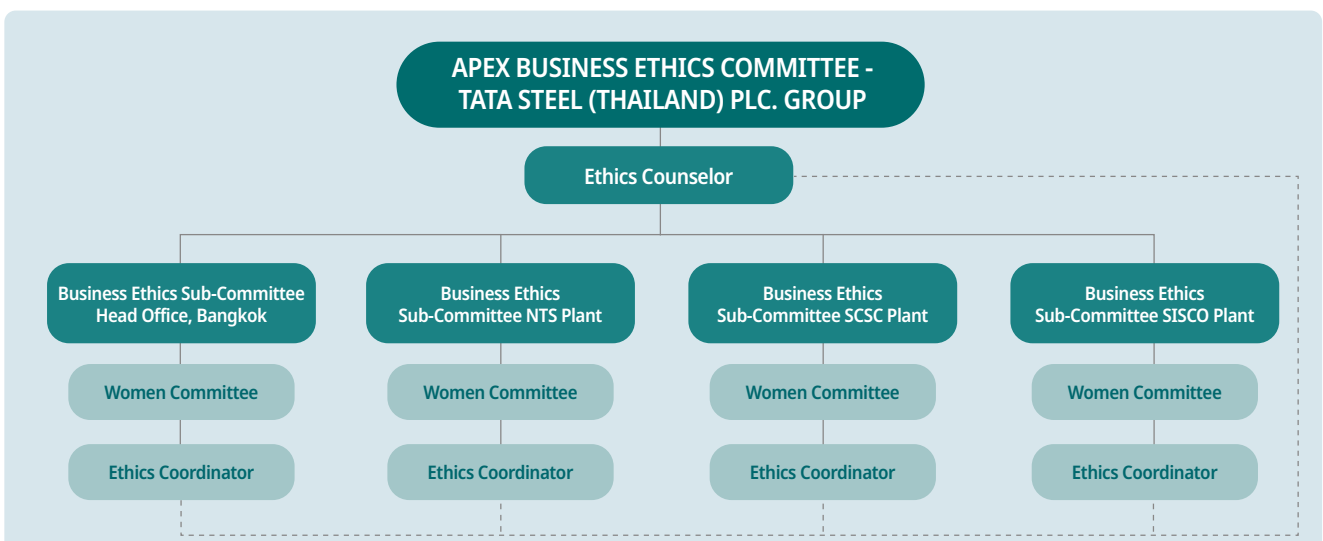 APEX BUSINESS ETHICS COMMITTEE -
TATA STEEL (THAILAND) PLC. GROUP
Ethics Counselor
Business Ethics Sub-Committee
Head Office, Bangkok
Business Ethics
Sub-Committee NTS Plant
Business Ethics
Sub-Committee SCSC Plant
Business Ethics
Sub-Committee SISCO Plant
Women Committee
Women Committee
Women Committee
Women Committee
Ethics Coordinator
Ethics Coordinator
Ethics Coordinator
Ethics Coordinator